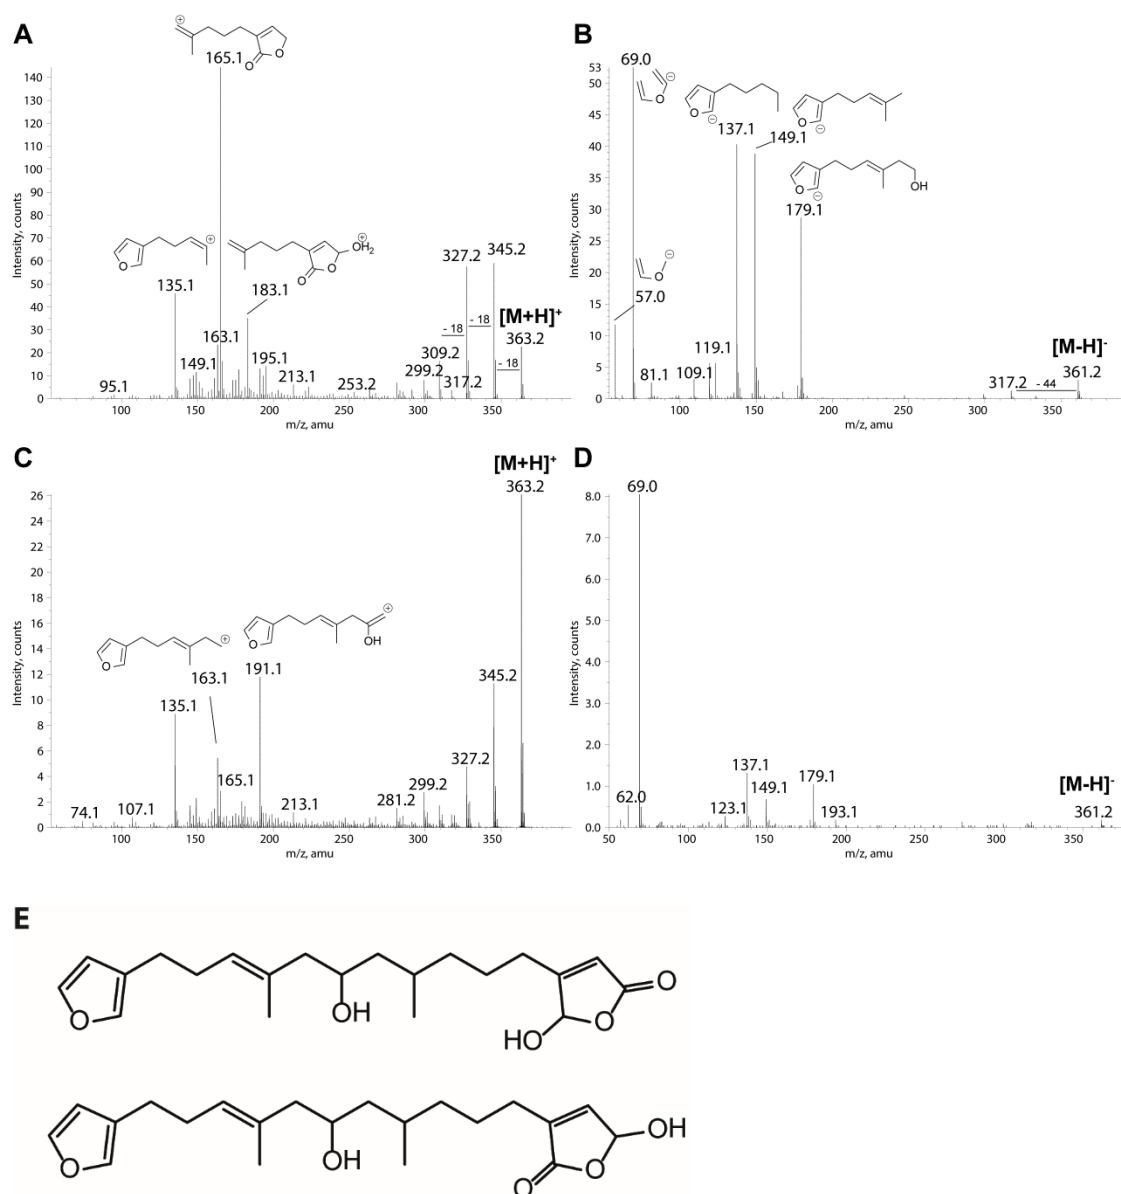 A
165.1
140
130
120
110
100
90
80
70
60
50
40
30
20
10
0
Intensity, counts
135.1
183.1
163.1
149.1
195.1
95.1
213.1
253.2
327.2
345.2
- 18
- 18
- 18
[M+H]+
363.2
309.2
299.2
317.2
O
O
O
O
O
OH2
100
150
200
250
300
350
m/z, amu
B
69.0
53
50
45
40
35
30
25
20
15
10
5
0
Intensity, counts
O
O
137.1
O
149.1
O
OH
179.1
O
57.0
119.1
81.1
109.1
[M-H]-
361.2
317.2
- 44
100
150
200
250
300
350
m/z, amu
C
[M+H]+
363.2
26
24
22
20
18
16
14
12
10
8
6
4
2
0
Intensity, counts
O
163.1
O
OH
191.1
135.1
165.1
74.1
107.1
213.1
281.2
299.2
327.2
345.2
100
150
200
250
300
350
m/z, amu
D
69.0
8.0
7.0
6.0
5.0
4.0
3.0
2.0
1.0
0.0
Intensity, counts
62.0
137.1
123.1
149.1
179.1
193.1
[M-H]-
361.2
50
100
150
200
250
300
350
m/z, amu
E
O
OH
HO
O
O
O
OH
O
O
OH